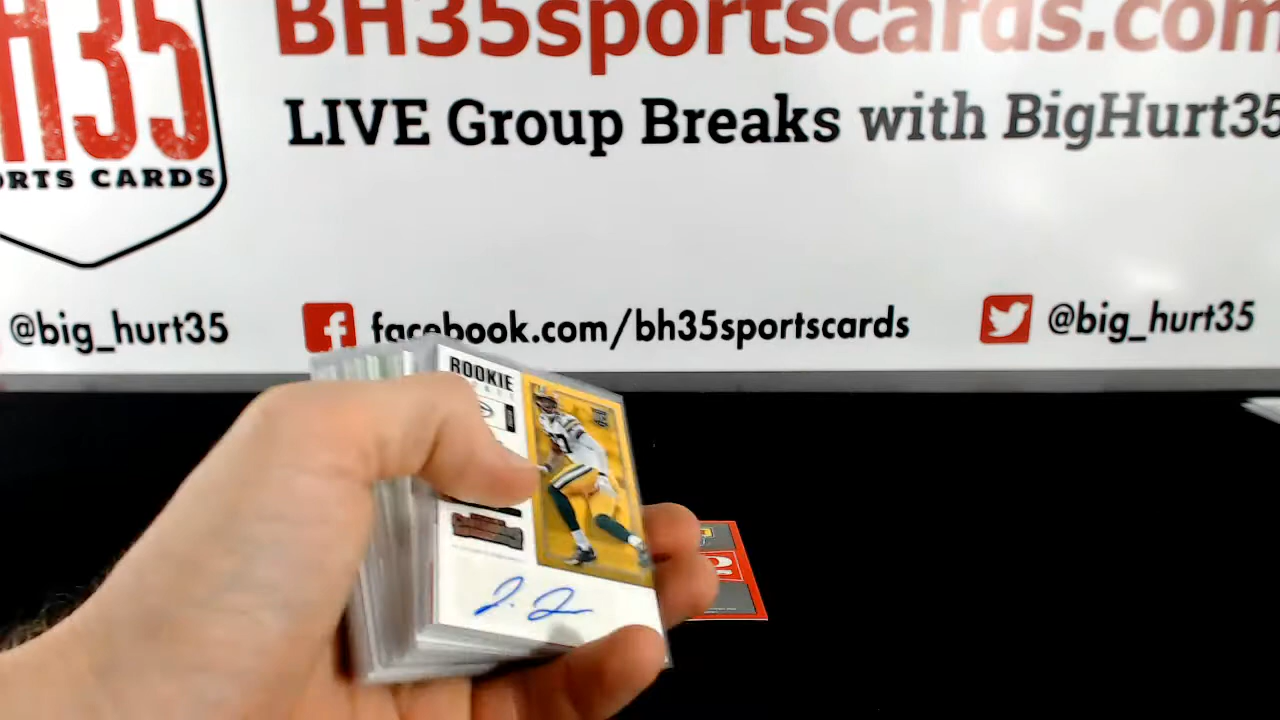 H35
ORTS CARDS
BH35sportscards.com
LIVE Group Breaks with BigHurt35
@big_hurt35
facebook.com/bh35sportscards
@big_hurt35
ROOKIE